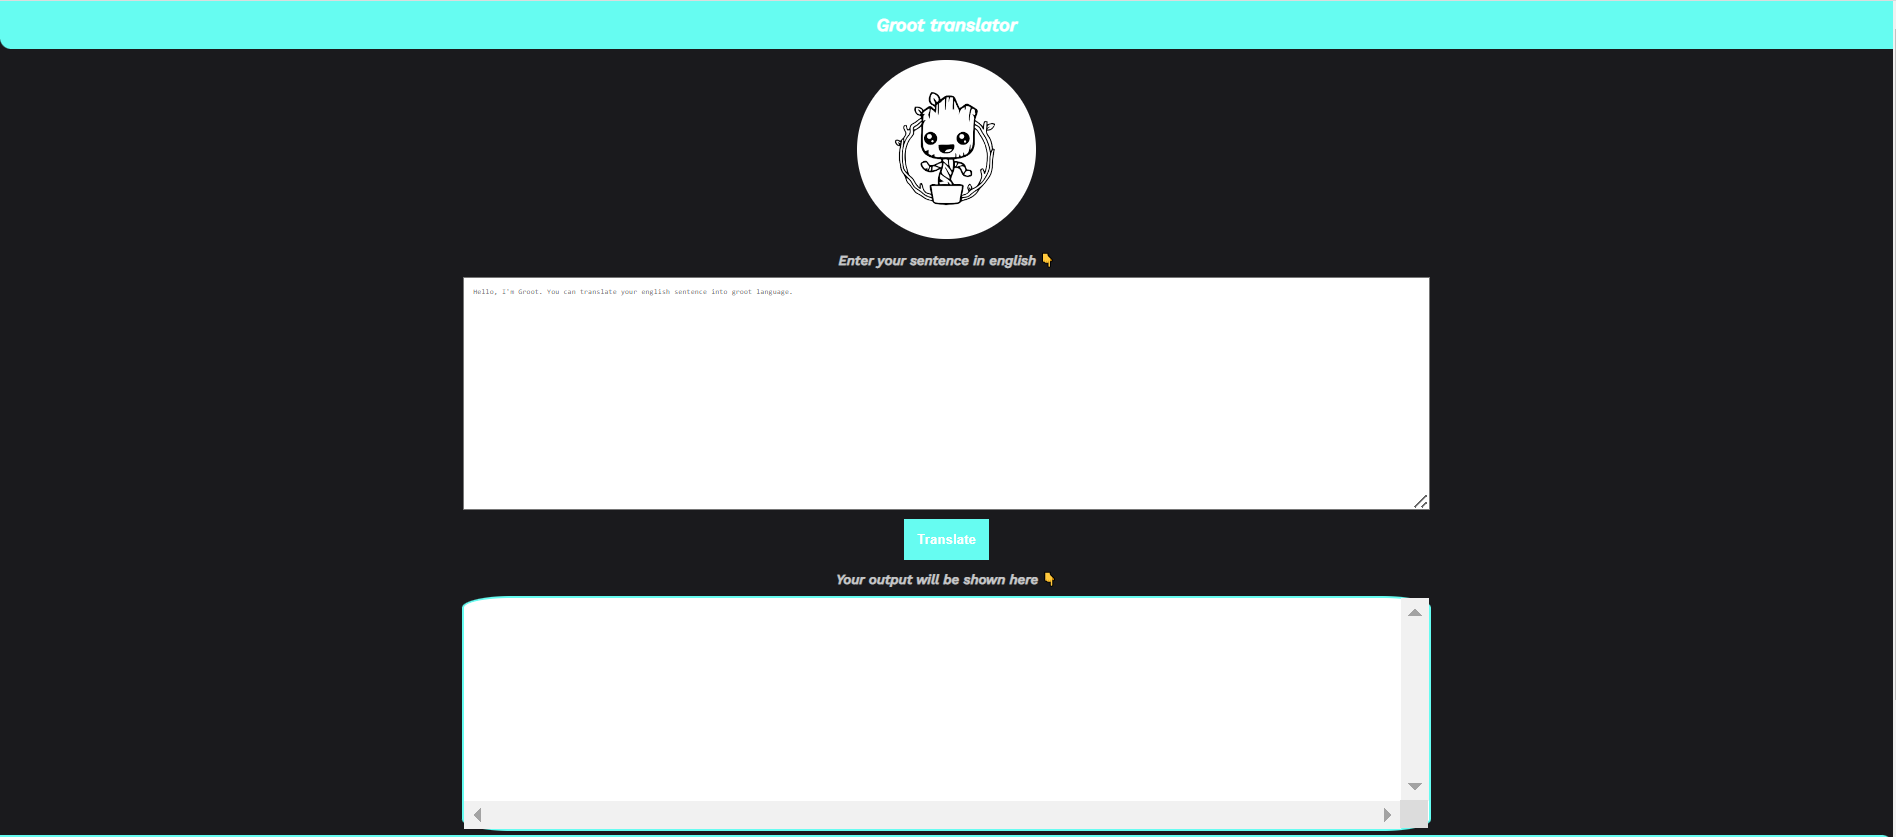 Groot translator
Enter your sentence in english 👇
Hello, I'm Groot. You can translate your english sentence into groot language.
Translate
Your output will be shown here 👇